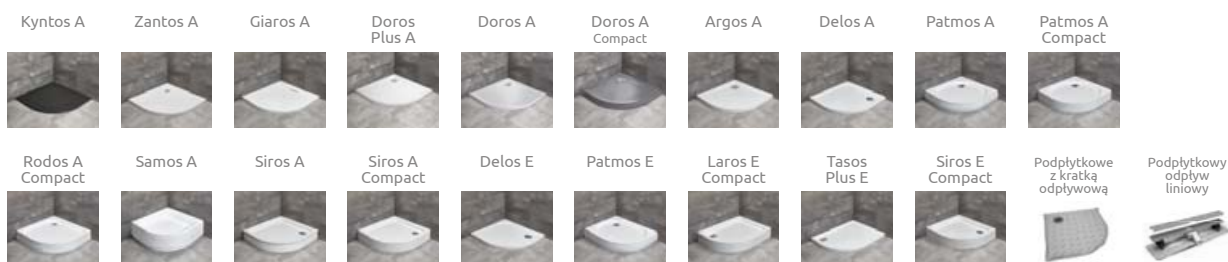 Kyntos A
Zantos A
Giaros A
Doros
Plus A
Doros A
Doros A
Compact
Argos A
Delos A
Patmos A
Patmos A
Compact
Rodos A
Compact
Samos A
Siros A
Siros A
Compact
Delos E
Patmos E
Laros E
Compact
Tasos
Plus E
Siros E
Compact
Podpłytkowe
z kratką
odpływową
Podpłytkowy
odpływ
liniowy